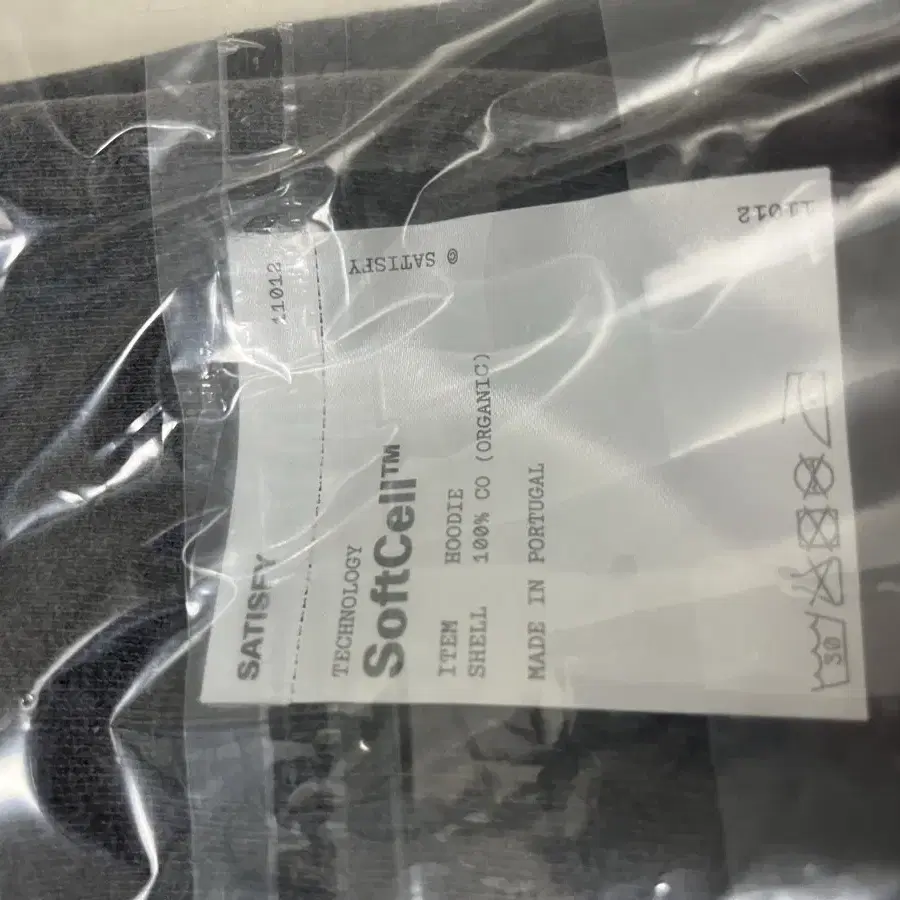 SATISFY
11012
TECHNOLOGY
SoftCell™
ITEM HOODIE
SHELL 100% CO (ORGANIC)
MADE IN PORTUGAL
30
@ SATISFY
11012